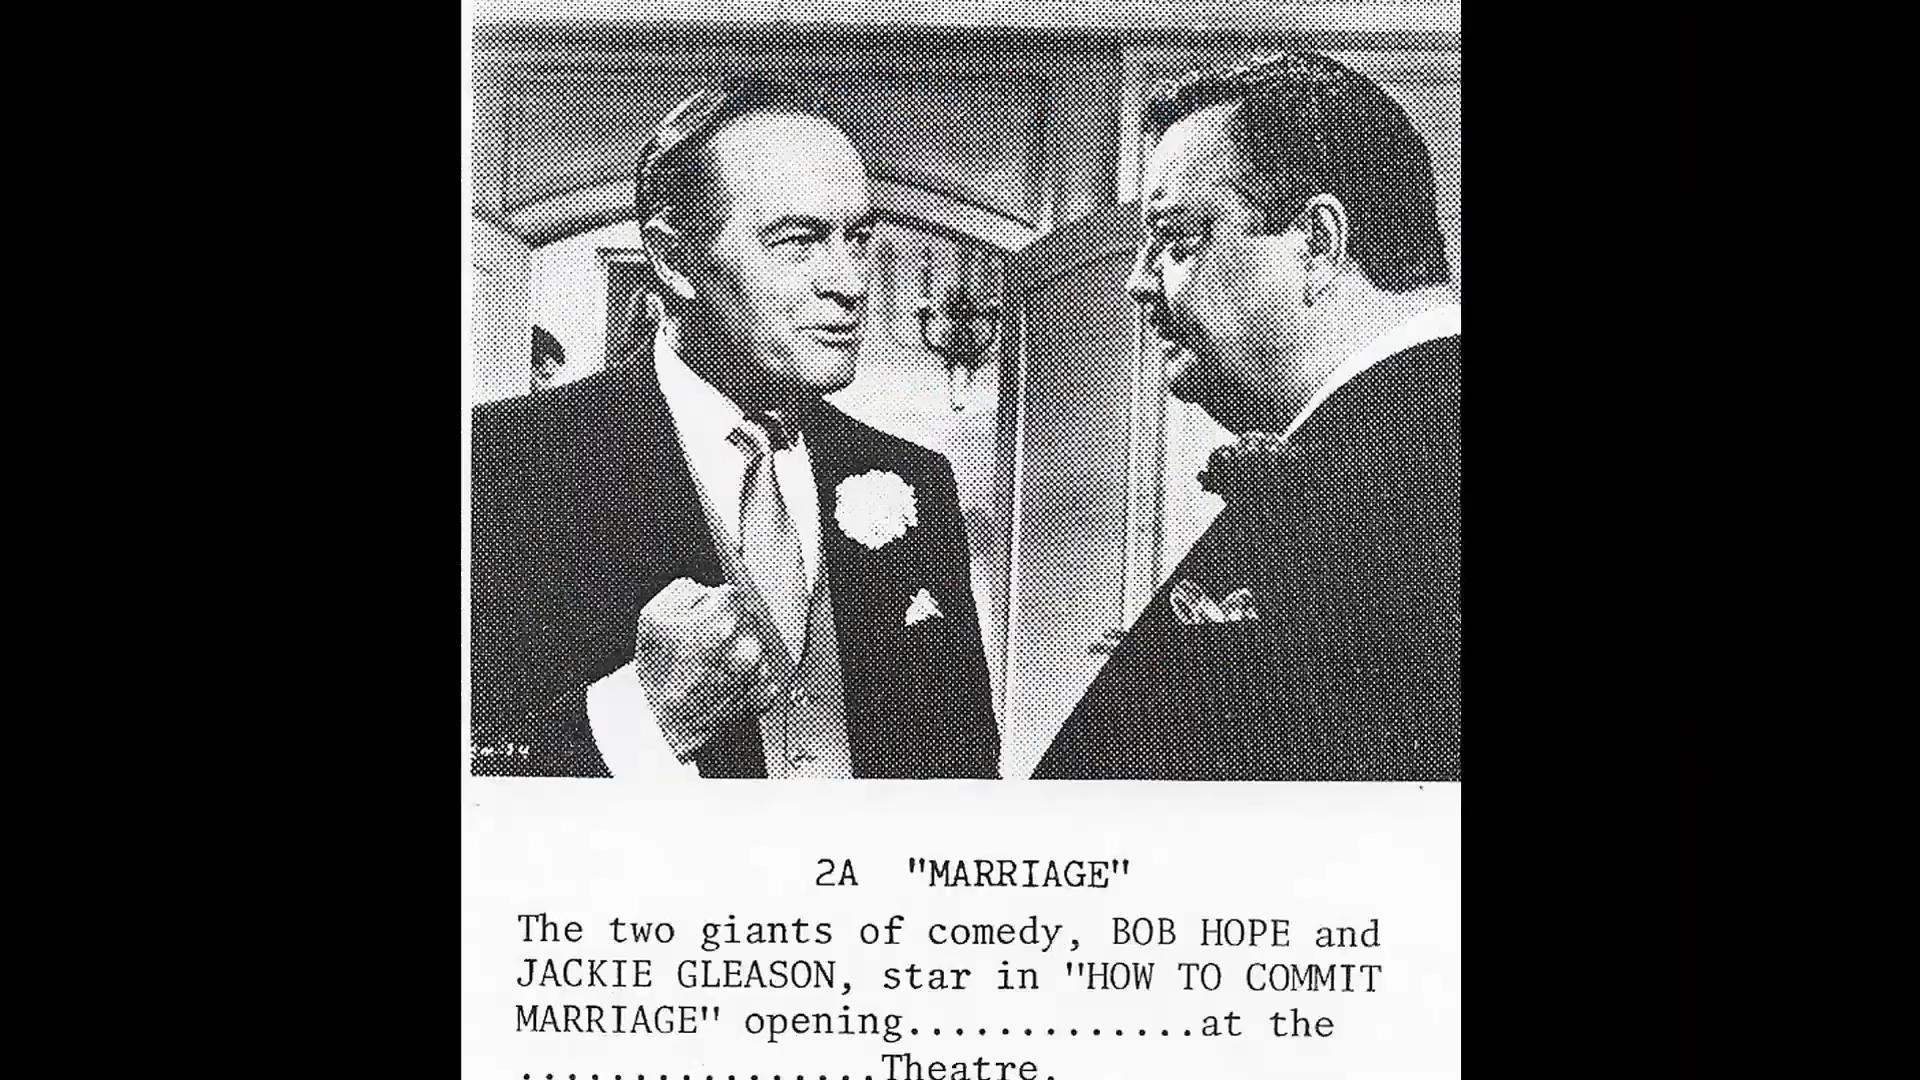 2A "MARRIAGE"
The two giants of comedy, BOB HOPE and
JACKIE GLEASON, star in "HOW TO COMMIT
MARRIAGE" opening.............at the
................Theatre.